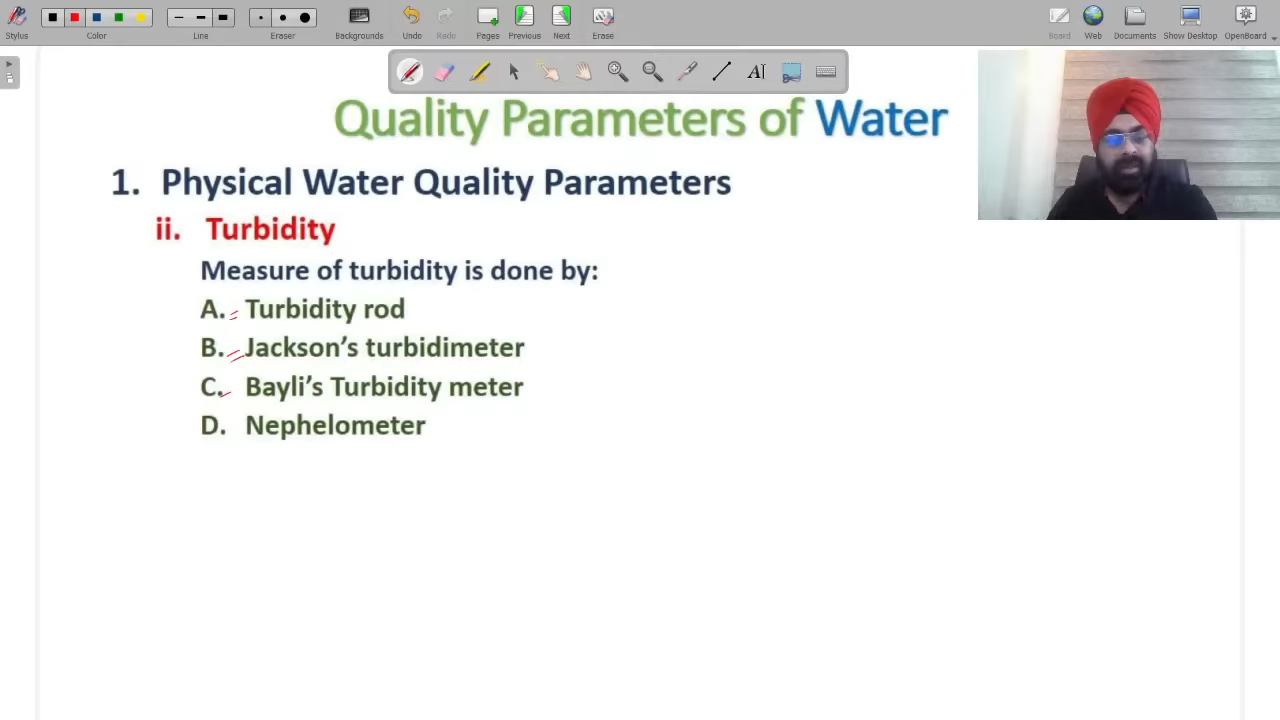 Stylus
Color
Line
Eraser
Backgrounds
Undo
Redo
Pages
Previous
Next
Erase
Board
Web
Documents
Show Desktop
OpenBoard
Quality Parameters of Water
1. Physical Water Quality Parameters
ii. Turbidity
Measure of turbidity is done by:
A. Turbidity rod
B. Jackson's turbidimeter
C. Bayli's Turbidity meter
D. Nephelometer